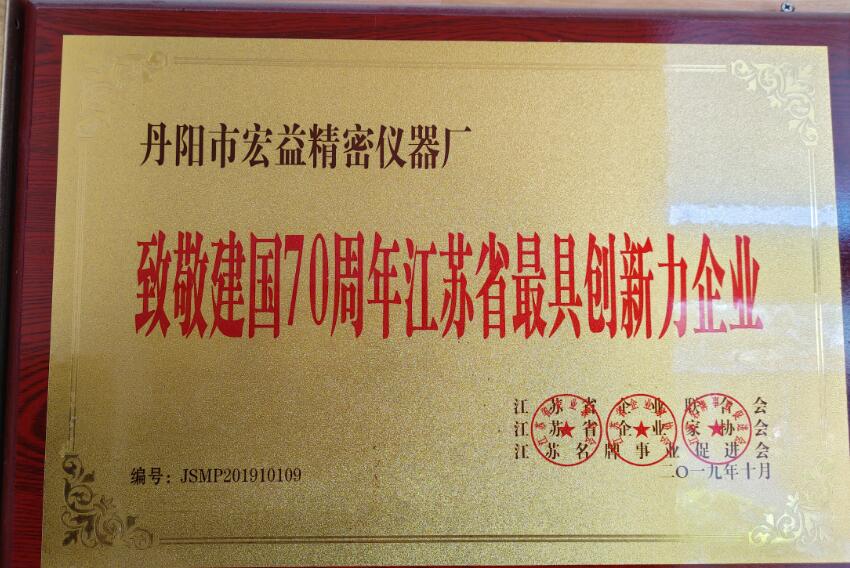 丹阳市宏益精密仪器厂
致敬建国70周年江苏省最具创新力企业
江苏省企业联合会
江苏省企业家协会
江苏名牌事业促进会
编号：JSMP201910109
二〇一九年十月